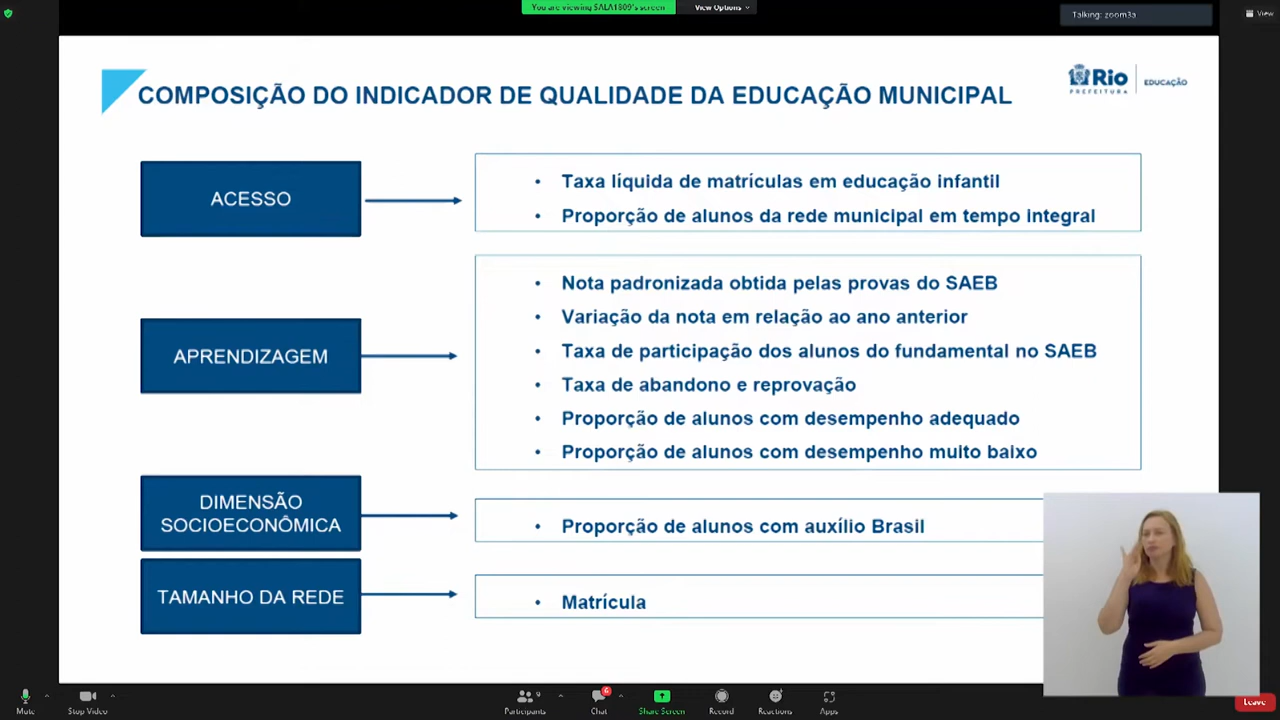 You are viewing SALA1809's screen
View Options
Talking: zoom3a
View
COMPOSIÇÃO DO INDICADOR DE QUALIDADE DA EDUCAÇÃO MUNICIPAL
Rio
PREFEITURA
EDUCAÇÃO
ACESSO
• Taxa líquida de matrículas em educação infantil
• Proporção de alunos da rede municipal em tempo integral
APRENDIZAGEM
• Nota padronizada obtida pelas provas do SAEB
• Variação da nota em relação ao ano anterior
• Taxa de participação dos alunos do fundamental no SAEB
• Taxa de abandono e reprovação
• Proporção de alunos com desempenho adequado
• Proporção de alunos com desempenho muito baixo
DIMENSÃO
SOCIOECONÔMICA
• Proporção de alunos com auxílio Brasil
TAMANHO DA REDE
• Matrícula
Mute
Stop Video
Participants
9
Chat
6
Share Screen
Record
Reactions
Apps
Leave